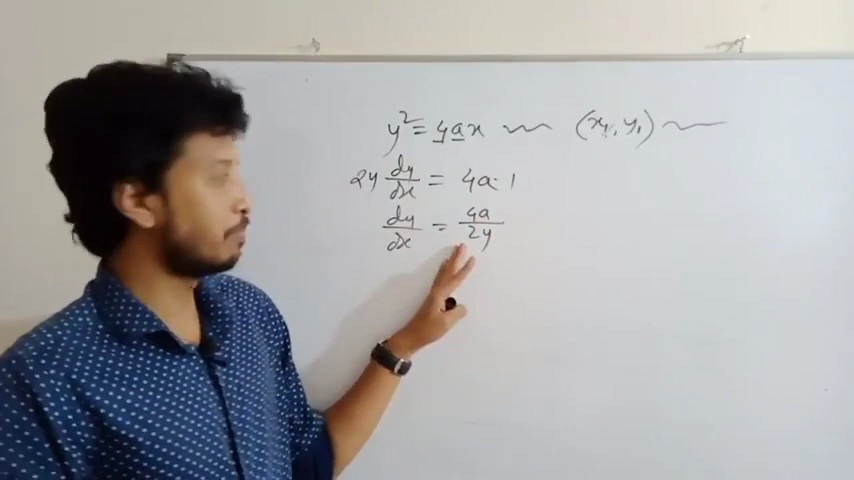 y² = 4ax ~ (x₁, y₁) ~
2y dy/dx = 4a·1
dy/dx = 4a/2y